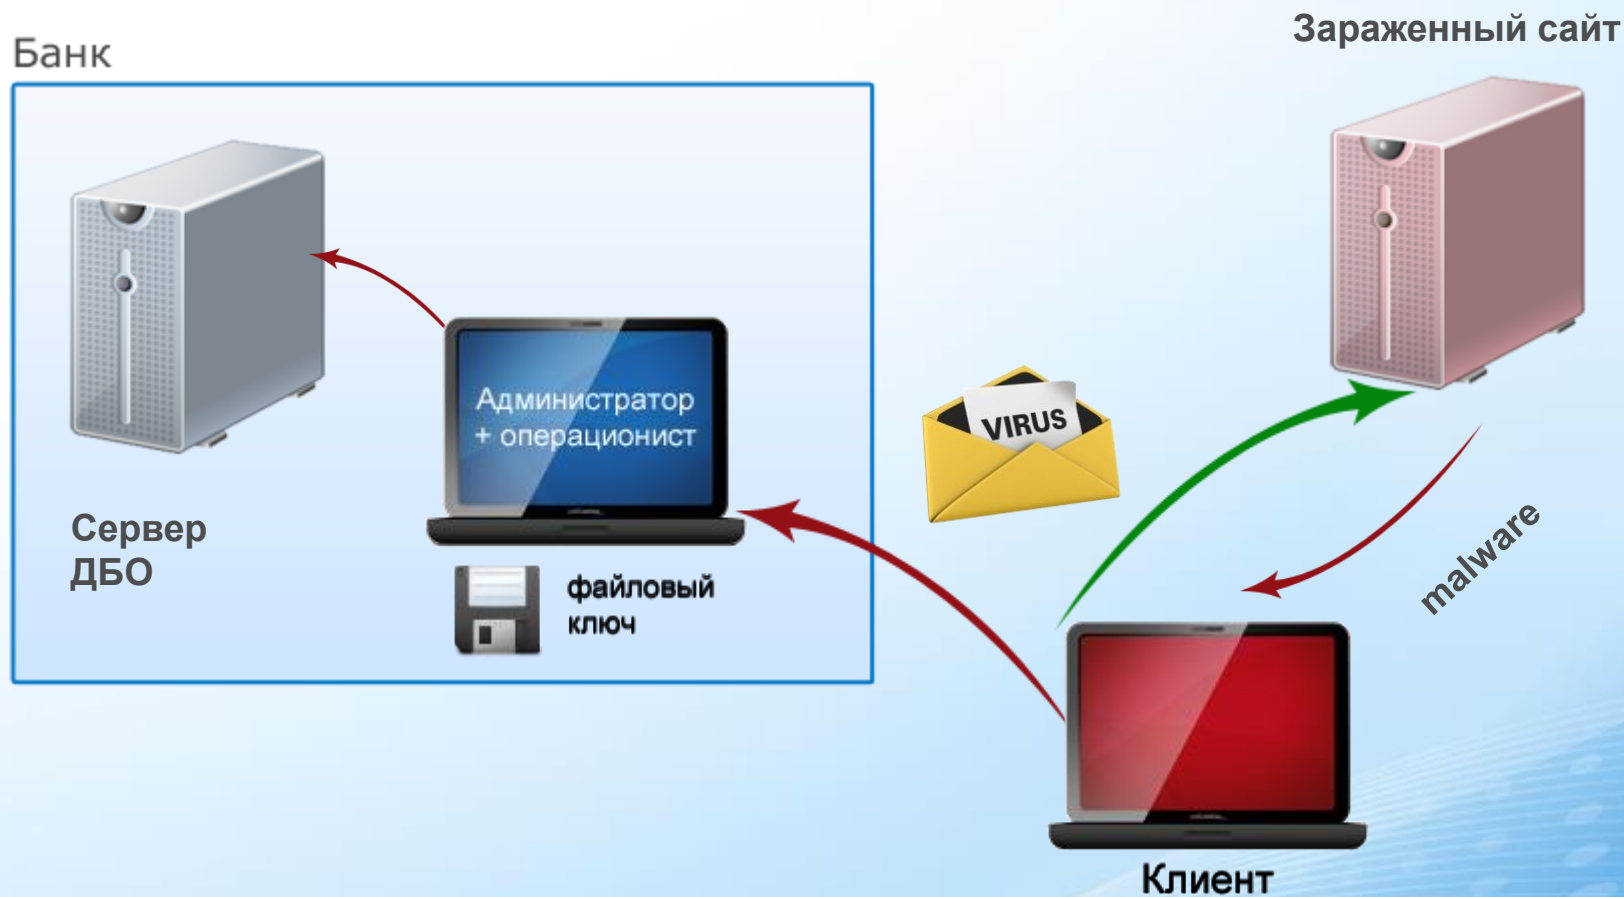 Зараженный сайт
Банк
Администратор
+ операционист
VIRUS
Сервер
ДБО
malware
файловый
ключ
Клиент